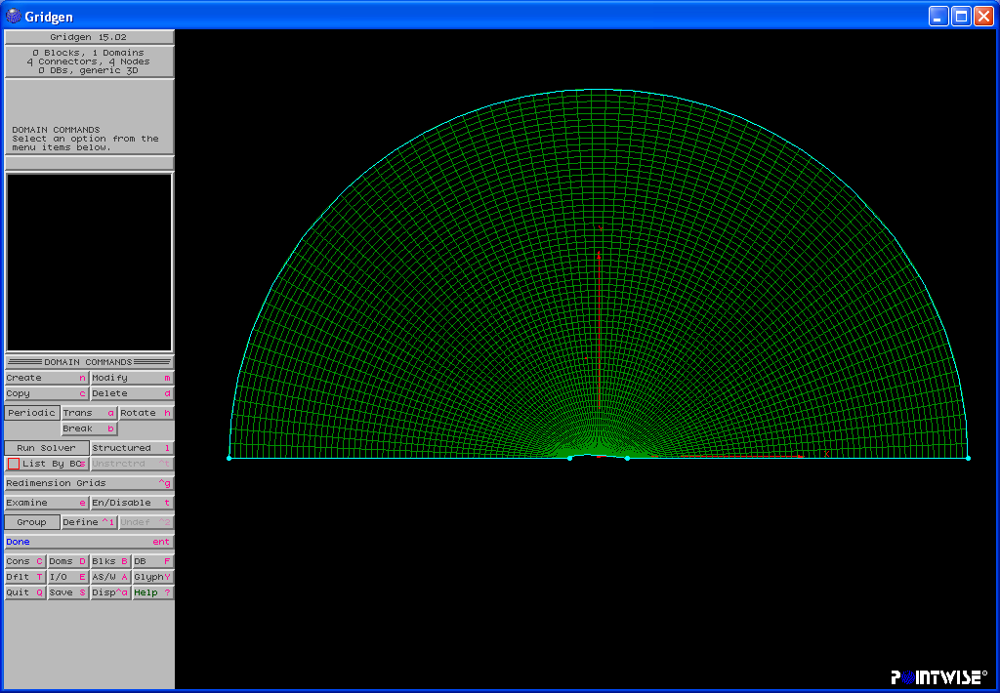 Gridgen
Gridgen 15.02
0 Blocks, 1 Domains
4 Connectors, 4 Nodes
0 DBs, generic 3D
DOMAIN COMMANDS
Select an option from the
menu items below.
DOMAIN COMMANDS
Create n Modify m
Copy c Delete d
Periodic Trans a Rotate h
Break b
Run Solver Structured l
List By BC s Unstrctrd ^t
Redimension Grids ^g
Examine e En/Disable t
Group Define ^1 Undef ^2
Done ent
Cons C Doms D Blks B DB F
Dflt T I/O E AS/W A Glyph Y
Quit Q Save S Disp ^a Help ?
X
POINTWISE®